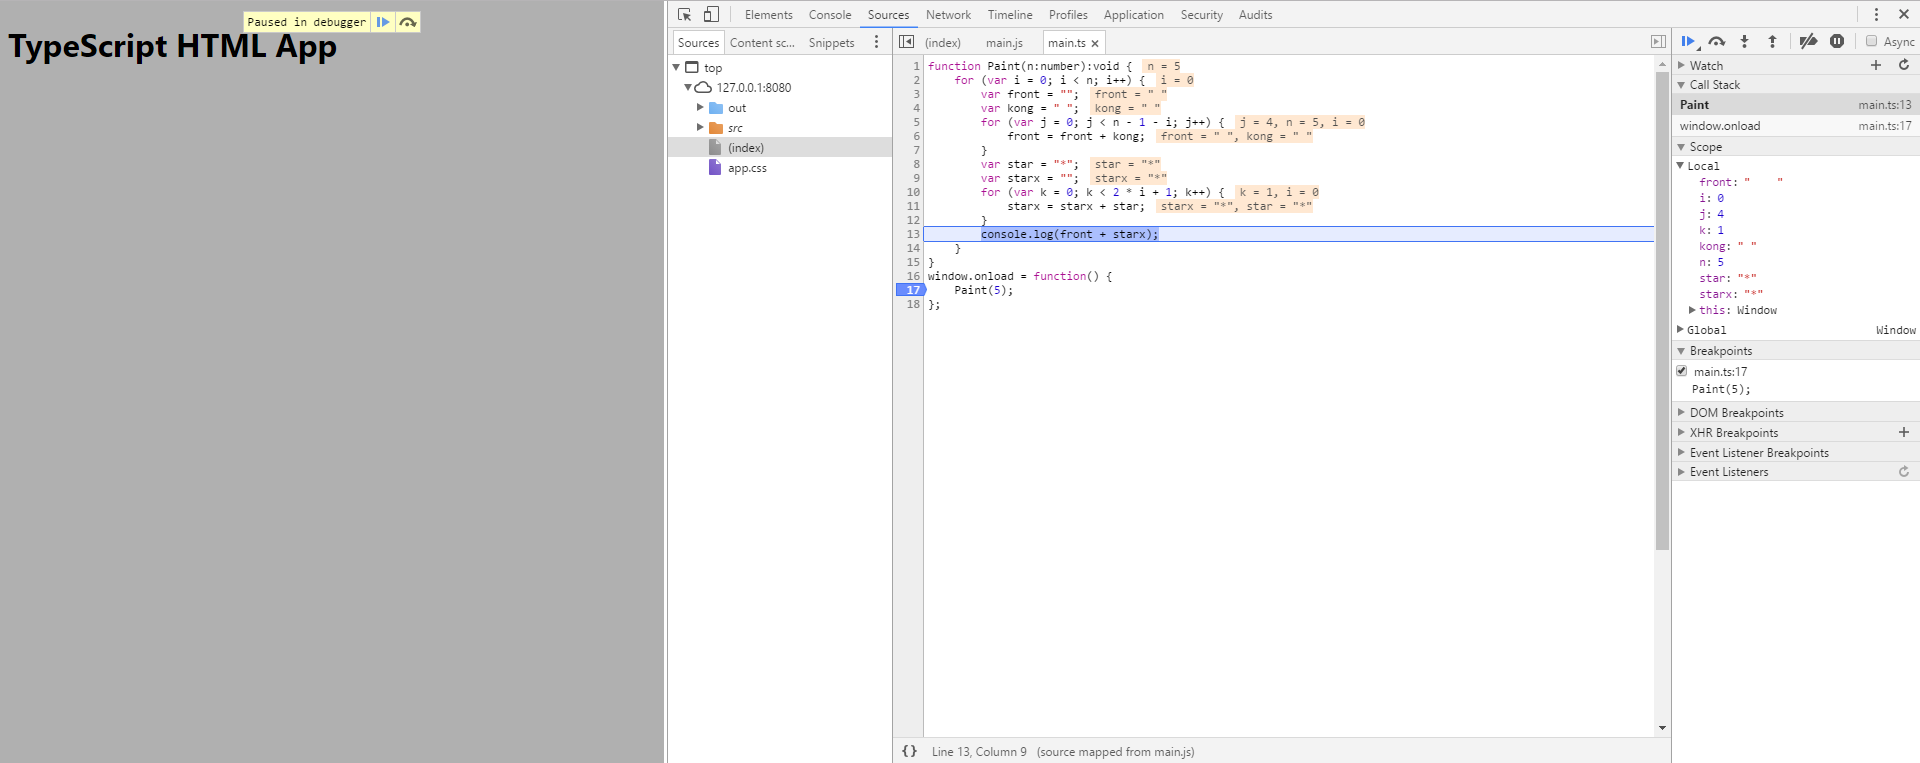 Paused in debugger
TypeScript HTML App
Elements Console Sources Network Timeline Profiles Application Security Audits
Sources Content sc... Snippets
top
127.0.0.1:8080
out
src
(index)
app.css
(index) main.js main.ts ×
1 function Paint(n:number):void { n = 5
2     for (var i = 0; i < n; i++) { i = 0
3         var front = ""; front = " "
4         var kong = " "; kong = " "
5         for (var j = 0; j < n - 1 - i; j++) { j = 4, n = 5, i = 0
6             front = front + kong; front = " ", kong = " "
7         }
8         var star = "*"; star = "*"
9         var starx = ""; starx = "*"
10         for (var k = 0; k < 2 * i + 1; k++) { k = 1, i = 0
11             starx = starx + star; starx = "*", star = "*"
12         }
13         console.log(front + starx);
14     }
15 }
16 window.onload = function() {
17     Paint(5);
18 };
{} Line 13, Column 9 (source mapped from main.js)
Async
Watch
Call Stack
Paint main.ts:13
window.onload main.ts:17
Scope
Local
front: "    "
i: 0
j: 4
k: 1
kong: " "
n: 5
star: "*"
starx: "*"
this: Window
Global Window
Breakpoints
main.ts:17
Paint(5);
DOM Breakpoints
XHR Breakpoints
Event Listener Breakpoints
Event Listeners